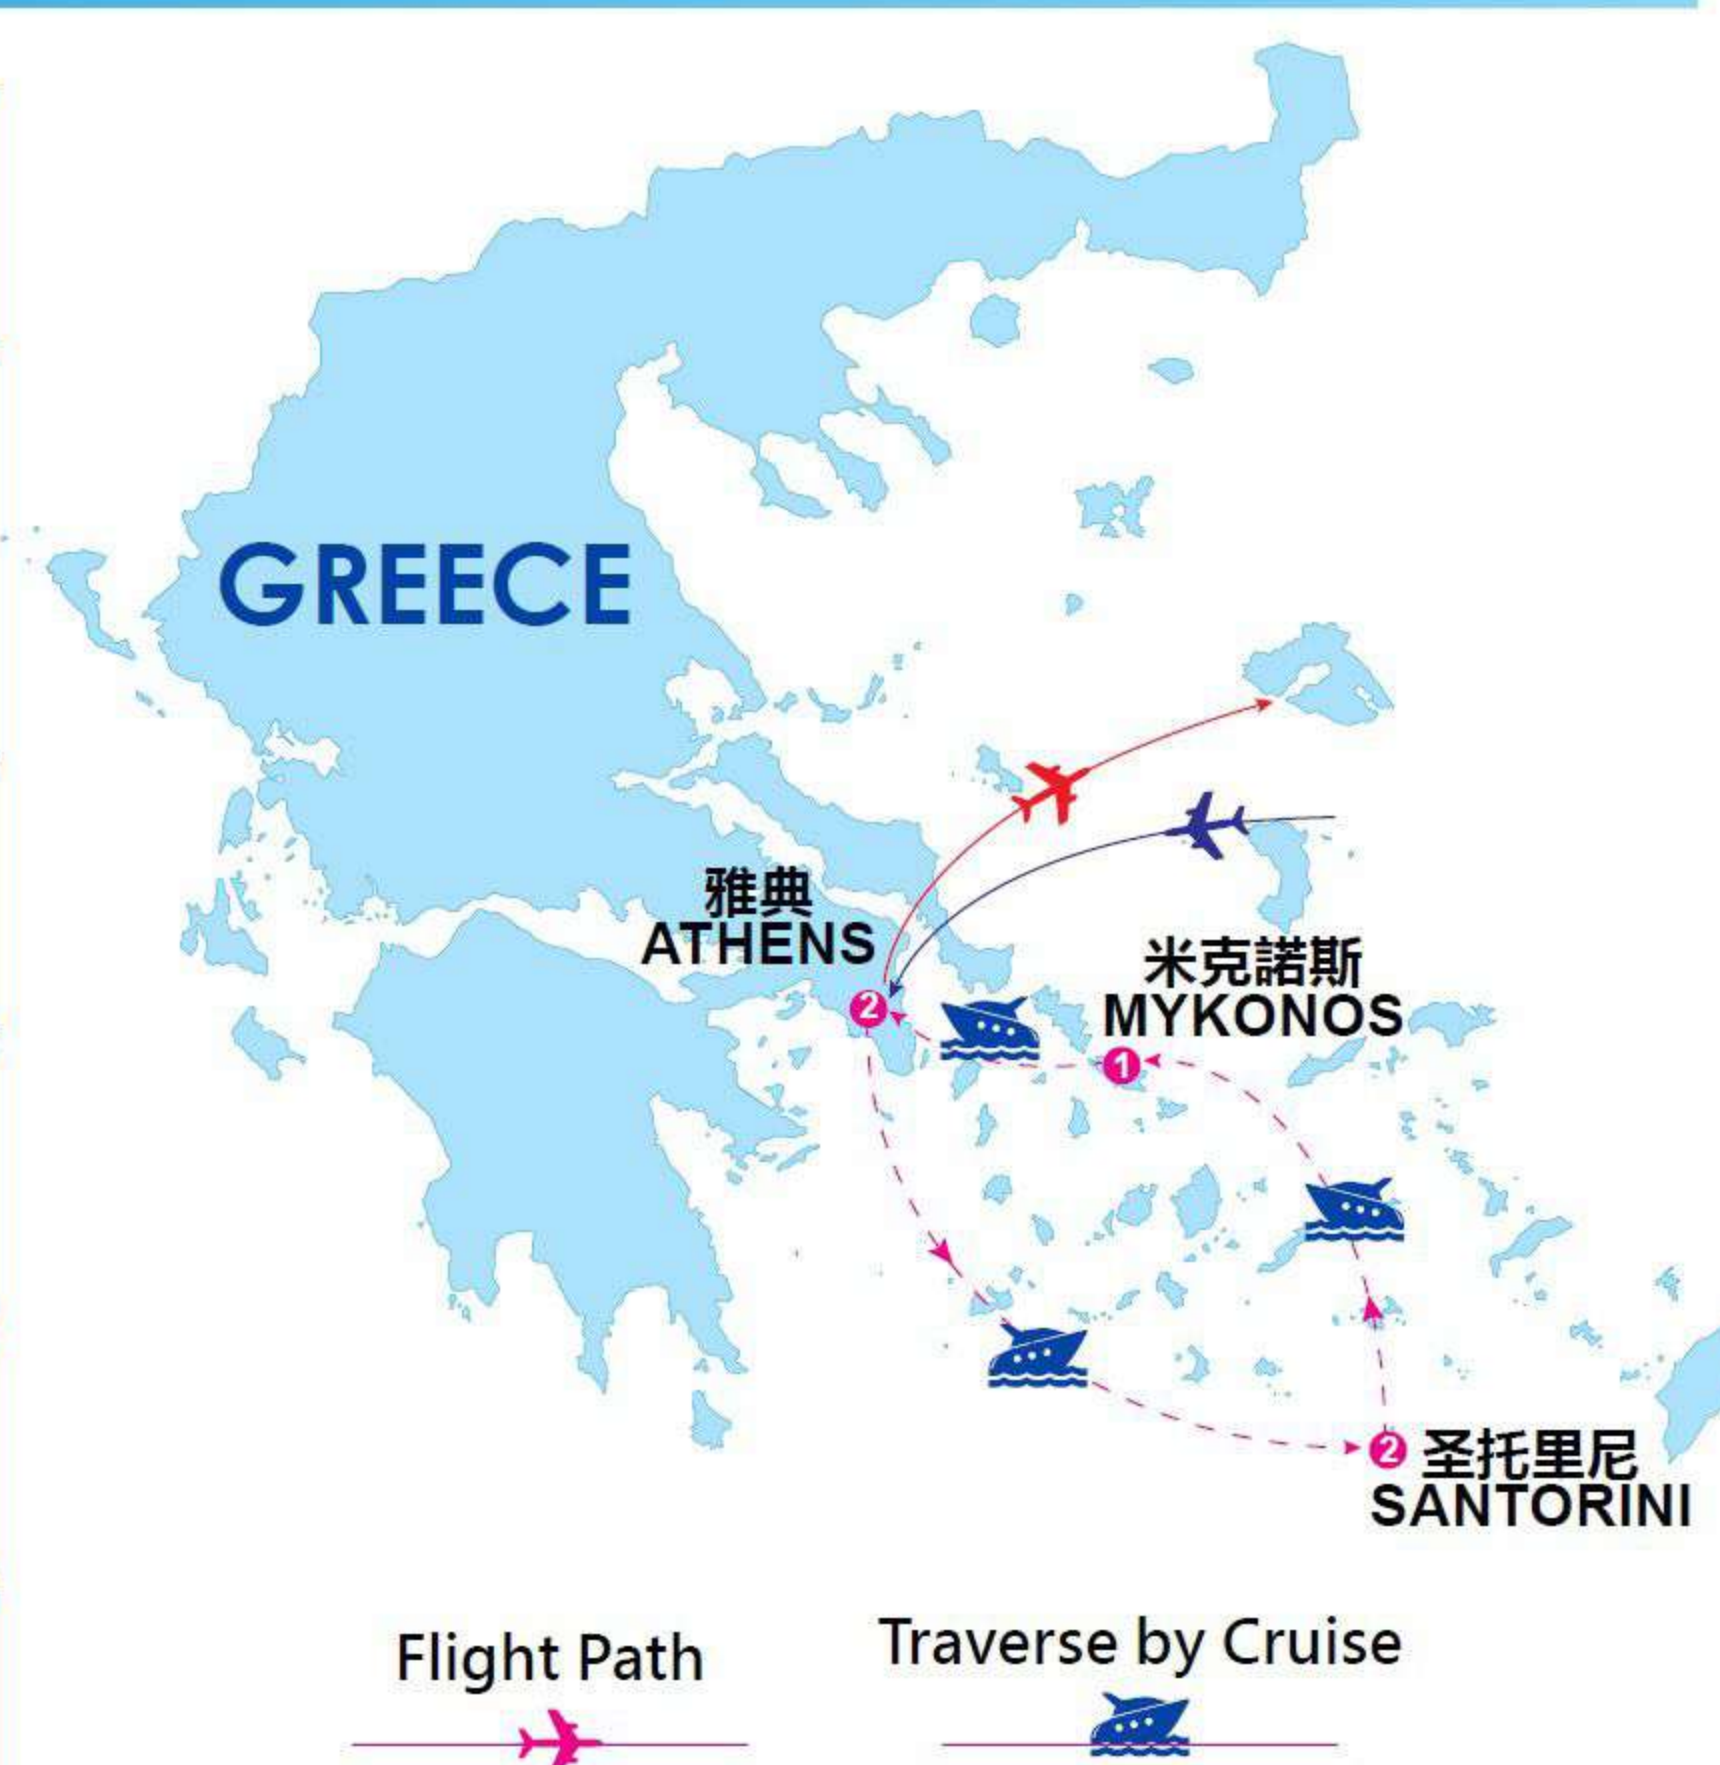 GREECE
雅典
ATHENS
2
米克諾斯
MYKONOS
1
2
圣托里尼
SANTORINI
Flight Path
Traverse by Cruise